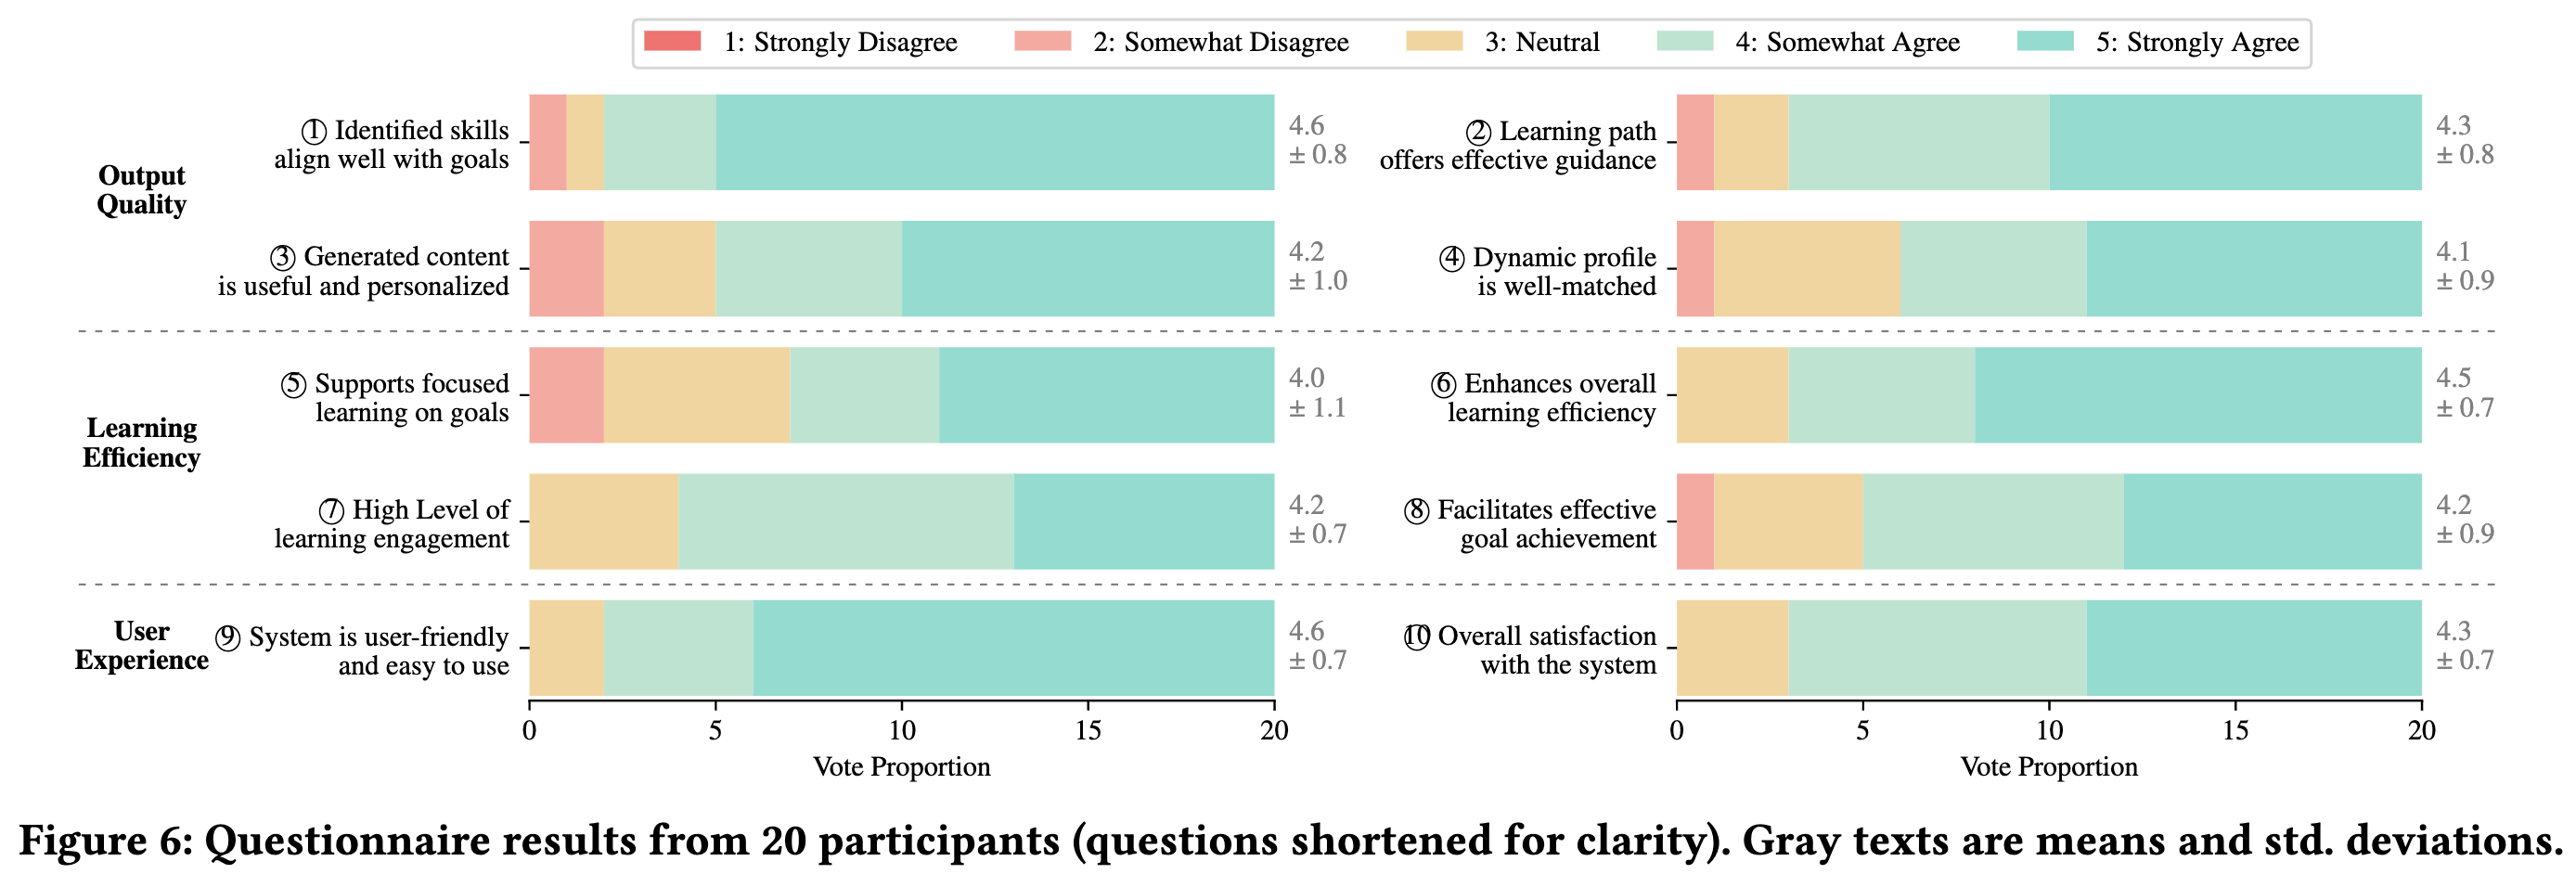 1: Strongly Disagree 2: Somewhat Disagree 3: Neutral 4: Somewhat Agree 5: Strongly Agree
Output
Quality
① Identified skills
align well with goals
4.6
± 0.8
② Learning path
offers effective guidance
4.3
± 0.8
③ Generated content
is useful and personalized
4.2
± 1.0
④ Dynamic profile
is well-matched
4.1
± 0.9
Learning
Efficiency
⑤ Supports focused
learning on goals
4.0
± 1.1
⑥ Enhances overall
learning efficiency
4.5
± 0.7
⑦ High Level of
learning engagement
4.2
± 0.7
⑧ Facilitates effective
goal achievement
4.2
± 0.9
User
Experience
⑨ System is user-friendly
and easy to use
4.6
± 0.7
⑩ Overall satisfaction
with the system
4.3
± 0.7
0 5 10 15 20
Vote Proportion
0 5 10 15 20
Vote Proportion
Figure 6: Questionnaire results from 20 participants (questions shortened for clarity). Gray texts are means and std. deviations.